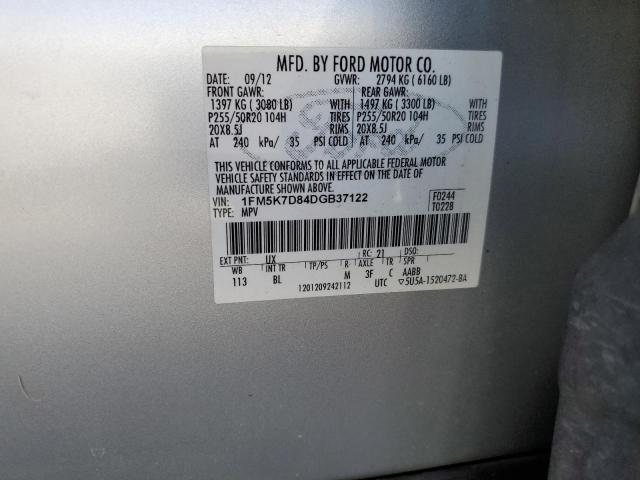 MFD. BY FORD MOTOR CO.
DATE: 09/12 GVWR: 2794 KG ( 6160 LB)
FRONT GAWR: REAR GAWR:
1397 KG ( 3080 LB) WITH 1497 KG ( 3300 LB) WITH
P255/50R20 104H TIRES P255/50R20 104H TIRES
20X8.5J RIMS 20X8.5J RIMS
AT 240 kPa/ 35 PSI COLD AT 240 kPa/ 35 PSI COLD
THIS VEHICLE CONFORMS TO ALL APPLICABLE FEDERAL MOTOR
VEHICLE SAFETY STANDARDS IN EFFECT ON THE DATE OF
MANUFACTURE SHOWN ABOVE.
VIN: 1FM5K7D84DGB37122 F0244
TYPE: MPV T0228
Ford
EXT PNT: UX RC: 21 DSO:
WB INT TR TP/PS R AXLE TR SPR
113 BL M 3F C AABB
1201209242112 UTC ▽5U5A-1520472-BA